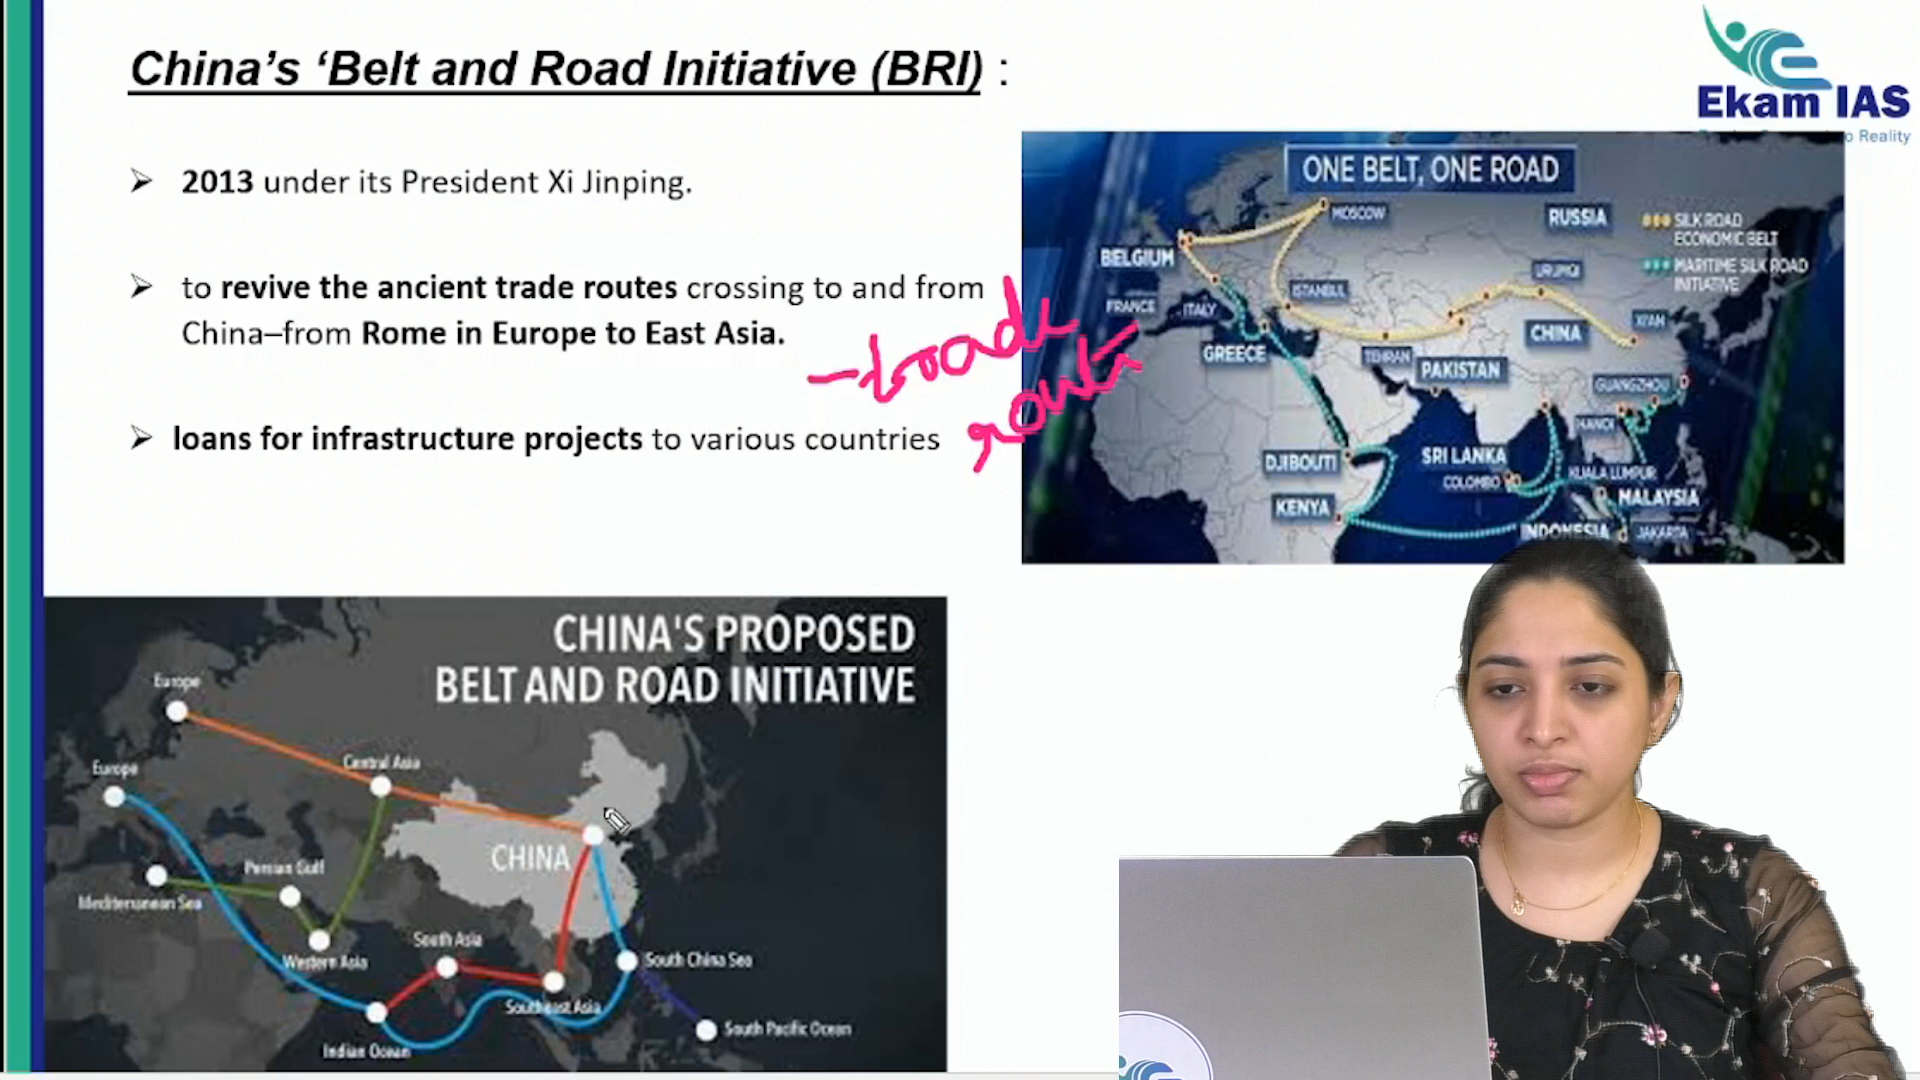 China's ‘Belt and Road Initiative (BRI) :
Ekam IAS
o Reality
➢ 2013 under its President Xi Jinping.
➢ to revive the ancient trade routes crossing to and from
China–from Rome in Europe to East Asia.
➢ loans for infrastructure projects to various countries
ONE BELT, ONE ROAD
MOSCOW
RUSSIA
SILK ROAD
ECONOMIC BELT
MARITIME SILK ROAD
INITIATIVE
BELGIUM
URUMQI
ISTANBUL
FRANCE
ITALY
XI'AN
CHINA
GREECE
TEHRAN
PAKISTAN
GUANGZHOU
HANOI
DJIBOUTI
SRI LANKA
COLOMBO
KUALA LUMPUR
MALAYSIA
KENYA
INDONESIA
JAKARTA
CHINA'S PROPOSED
BELT AND ROAD INITIATIVE
Europe
Central Asia
Europe
CHINA
Persian Gulf
Mediterranean Sea
South Asia
Western Asia
South China Sea
Southeast Asia
South Pacific Ocean
Indian Ocean